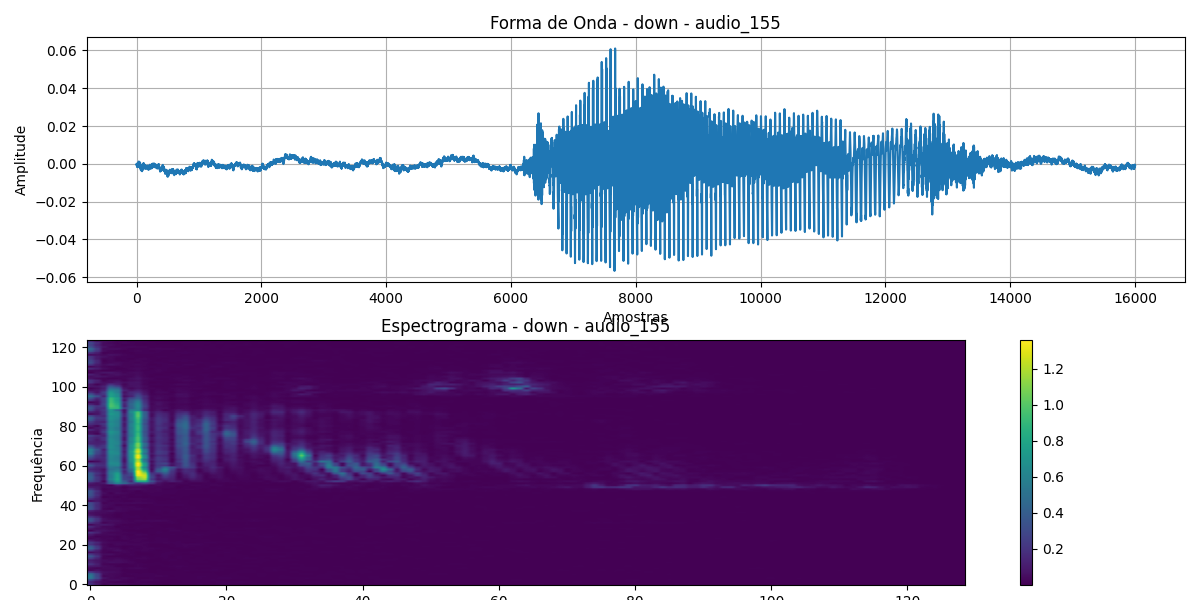 Forma de Onda - down - audio_155
Amplitude
0.06
0.04
0.02
0.00
−0.02
−0.04
−0.06
0 2000 4000 6000 8000 10000 12000 14000 16000
Amostras
Espectrograma - down - audio_155
Frequência
120
100
80
60
40
20
0
0 20 40 60 80 100 120
1.2
1.0
0.8
0.6
0.4
0.2